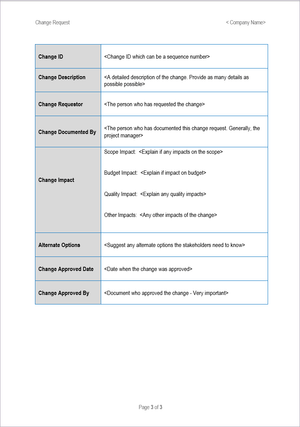 Change Request
< Company Name>
Change ID
<Change ID which can be a sequence number>
Change Description
<A detailed description of the change. Provide as many details as
possible possible>
Change Requestor
<The person who has requested the change>
Change Documented By
<The person who has documented this change request. Generally, the
project manager>
Change Impact
Scope Impact: <Explain if any impacts on the scope>
Budget Impact: <Explain if impact on budget>
Quality Impact: <Explain any quality impacts>
Other Impacts: <Any other impacts of the change>
Alternate Options
<Suggest any alternate options the stakeholders need to know>
Change Approved Date
<Date when the change was approved>
Change Approved By
<Document who approved the change - Very important>
Page 3 of 3